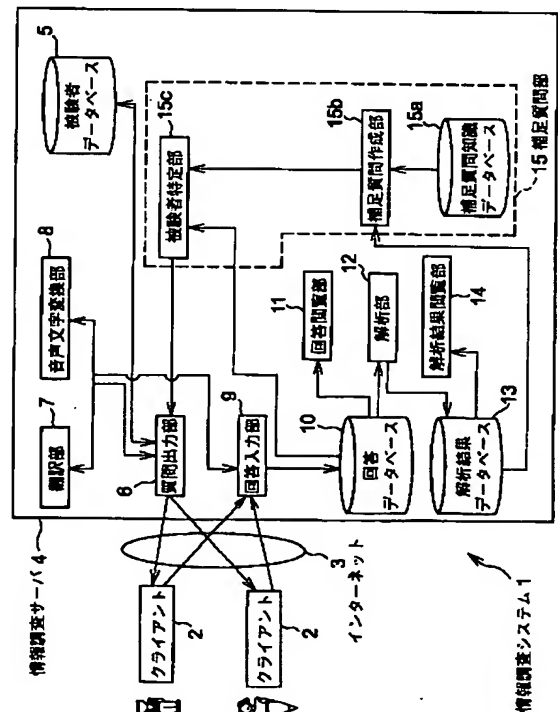 情報調査システム1
情報調査サーバ4
クライアント
2
クライアント
2
3
インターネット
翻訳部
7
音声文字変換部
8
被験者
データベース
5
質問出力部
6
回答入力部
9
被験者特定部
15c
補足質問作成部
15b
補足質問知識
データベース
15a
15 補足質問部
回答
データベース
10
回答閲覧部
11
解析部
12
解析結果
データベース
13
解析結果閲覧部
14